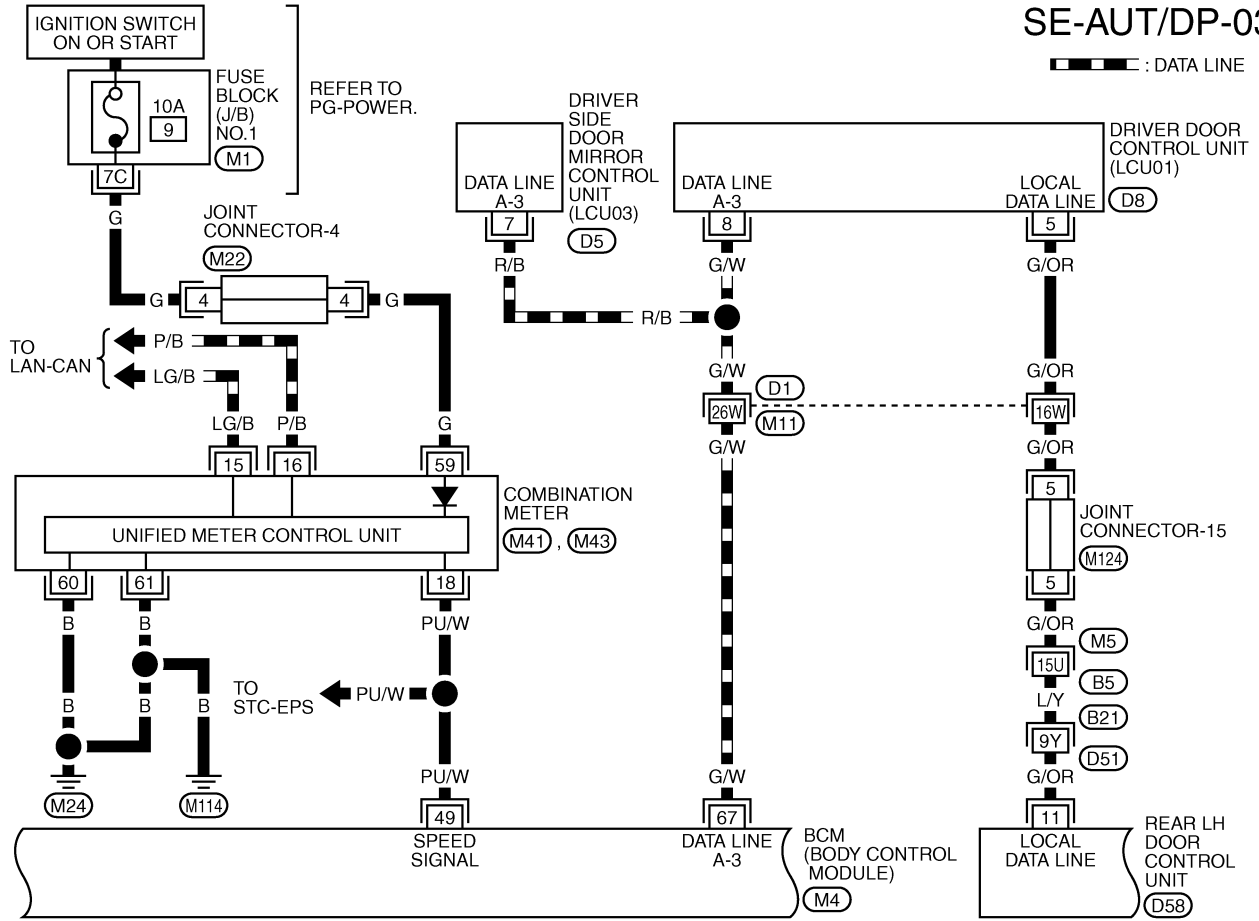 SE-AUT/DP-03
: DATA LINE
IGNITION SWITCH
ON OR START
10A
9
FUSE
BLOCK
(J/B)
NO.1
M1
REFER TO
PG-POWER.
7C
G
JOINT
CONNECTOR-4
M22
G
4
4
G
TO
LAN-CAN
P/B
LG/B
LG/B
P/B
G
15
16
59
UNIFIED METER CONTROL UNIT
COMBINATION
METER
M41 , M43
60
61
18
B
B
PU/W
TO
STC-EPS
PU/W
B
B
B
M24
M114
PU/W
49
SPEED
SIGNAL
DRIVER
SIDE
DOOR
MIRROR
CONTROL
UNIT
(LCU03)
D5
DATA LINE
A-3
7
R/B
R/B
DATA LINE
A-3
8
G/W
G/W
26W
D1
M11
G/W
G/W
67
DATA LINE
A-3
BCM
(BODY CONTROL
MODULE)
M4
DRIVER DOOR
CONTROL UNIT
(LCU01)
D8
LOCAL
DATA LINE
5
G/OR
G/OR
16W
G/OR
5
JOINT
CONNECTOR-15
M124
5
G/OR
M5
15U
B5
L/Y
B21
9Y
D51
G/OR
11
LOCAL
DATA LINE
REAR LH
DOOR
CONTROL
UNIT
D58